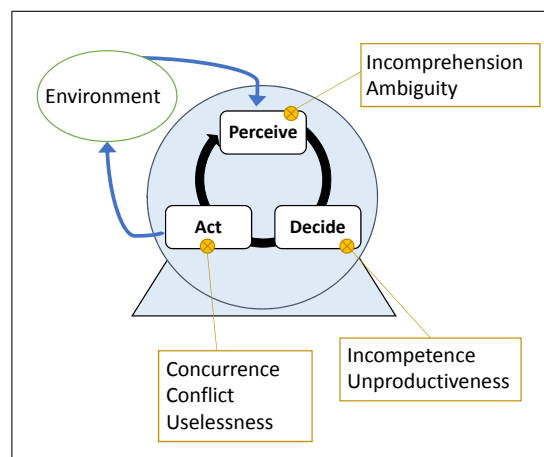 Incomprehension
Ambiguity
Environment
Perceive
Act
Decide
Concurrence
Conflict
Uselessness
Incompetence
Unproductiveness